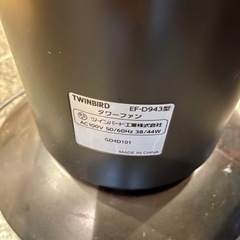 TWINBIRD EF-D943型
タワーファン
ツインバード工業株式会社
AC100V 50/60Hz 38/44W
GD4D101
MADE IN CHINA